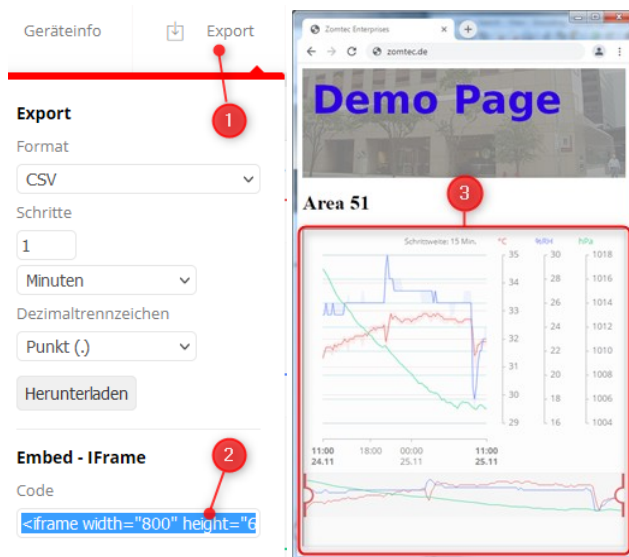 Geräteinfo
Export
1
Export
Format
CSV
Schritte
1
Minuten
Dezimaltrennzeichen
Punkt (.)
Herunterladen
Embed - IFrame
2
Code
<iframe width="800" height="6
Zomtec Enterprises
zomtec.de
Demo Page
3
Area 51
Schrittweite: 15 Min. °C %RH hPa
35 30 1018
34 28 1016
33 26 1014
32 24 1012
31 22 1010
30 20 1008
18 1006
29 16 1004
11:00 18:00 00:00 11:00
24.11 25.11 25.11